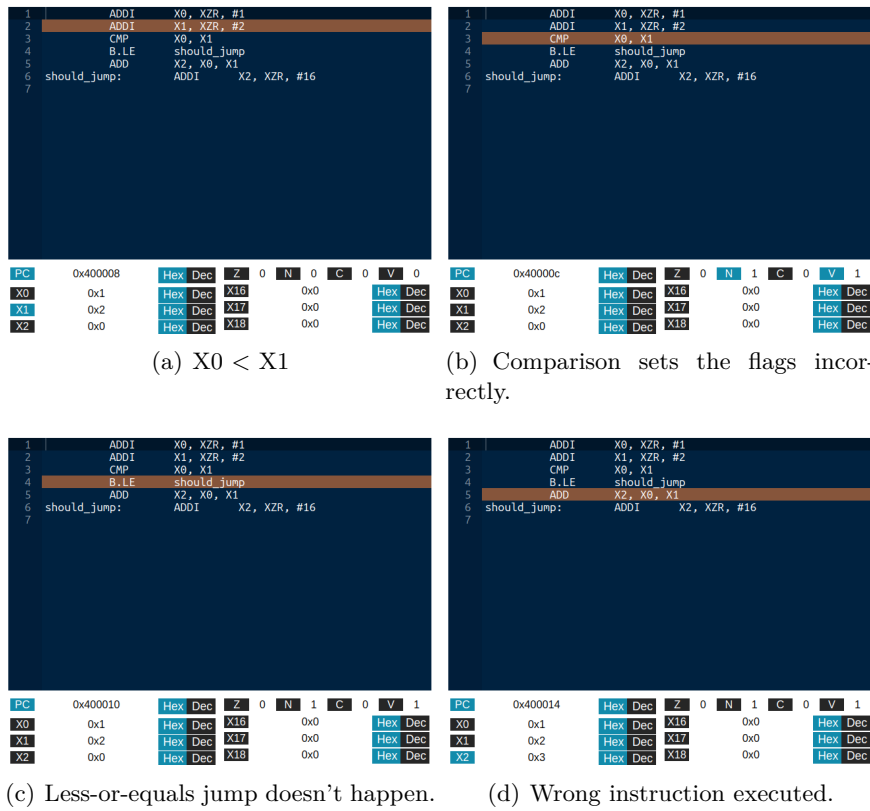 1 ADDI X0, XZR, #1
2 ADDI X1, XZR, #2
3 CMP X0, X1
4 B.LE should_jump
5 ADD X2, X0, X1
6 should_jump: ADDI X2, XZR, #16
7
PC 0x400008 Hex Dec Z 0 N 0 C 0 V 0
X0 0x1 Hex Dec X16 0x0 Hex Dec
X1 0x2 Hex Dec X17 0x0 Hex Dec
X2 0x0 Hex Dec X18 0x0 Hex Dec
(a) X0 < X1
1 ADDI X0, XZR, #1
2 ADDI X1, XZR, #2
3 CMP X0, X1
4 B.LE should_jump
5 ADD X2, X0, X1
6 should_jump: ADDI X2, XZR, #16
7
PC 0x40000c Hex Dec Z 0 N 1 C 0 V 1
X0 0x1 Hex Dec X16 0x0 Hex Dec
X1 0x2 Hex Dec X17 0x0 Hex Dec
X2 0x0 Hex Dec X18 0x0 Hex Dec
(b) Comparison sets the flags incor-
rectly.
1 ADDI X0, XZR, #1
2 ADDI X1, XZR, #2
3 CMP X0, X1
4 B.LE should_jump
5 ADD X2, X0, X1
6 should_jump: ADDI X2, XZR, #16
7
PC 0x400010 Hex Dec Z 0 N 1 C 0 V 1
X0 0x1 Hex Dec X16 0x0 Hex Dec
X1 0x2 Hex Dec X17 0x0 Hex Dec
X2 0x0 Hex Dec X18 0x0 Hex Dec
(c) Less-or-equals jump doesn't happen.
1 ADDI X0, XZR, #1
2 ADDI X1, XZR, #2
3 CMP X0, X1
4 B.LE should_jump
5 ADD X2, X0, X1
6 should_jump: ADDI X2, XZR, #16
7
PC 0x400014 Hex Dec Z 0 N 1 C 0 V 1
X0 0x1 Hex Dec X16 0x0 Hex Dec
X1 0x2 Hex Dec X17 0x0 Hex Dec
X2 0x3 Hex Dec X18 0x0 Hex Dec
(d) Wrong instruction executed.